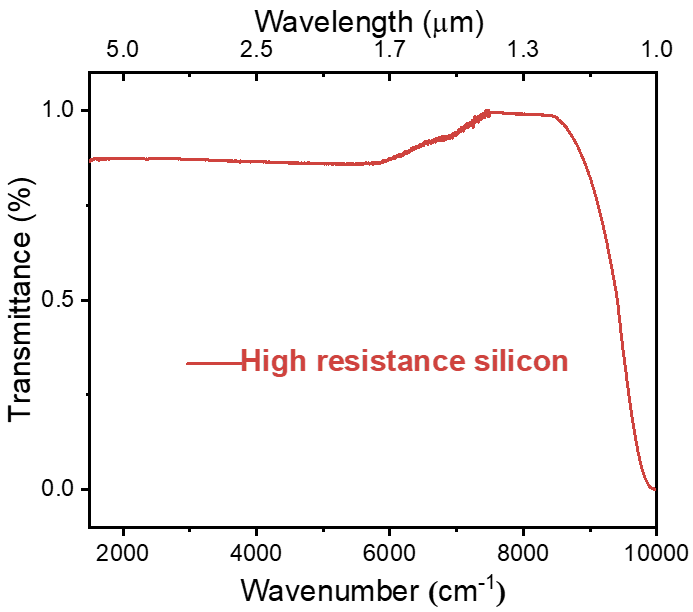 Wavelength (μm)
5.0 2.5 1.7 1.3 1.0
Transmittance (%)
1.0
0.5
0.0
High resistance silicon
2000 4000 6000 8000 10000
Wavenumber (cm⁻¹)